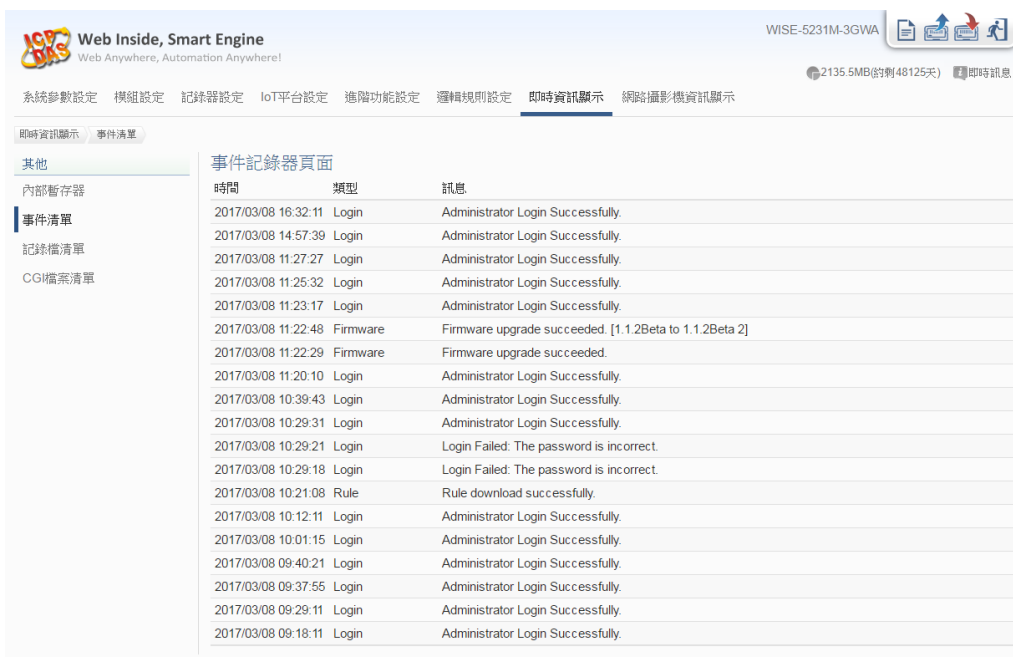 ICP DAS
Web Inside, Smart Engine
Web Anywhere, Automation Anywhere!
WISE-5231M-3GWA
2135.5MB(約剩48125天) 即時訊息
系統參數設定 模組設定 記錄器設定 IoT平台設定 進階功能設定 邏輯規則設定 即時資訊顯示 網路攝影機資訊顯示
即時資訊顯示 事件清單
其他
內部暫存器
事件清單
記錄檔清單
CGI檔案清單
事件記錄器頁面
時間 類型 訊息
2017/03/08 16:32:11 Login Administrator Login Successfully.
2017/03/08 14:57:39 Login Administrator Login Successfully.
2017/03/08 11:27:27 Login Administrator Login Successfully.
2017/03/08 11:25:32 Login Administrator Login Successfully.
2017/03/08 11:23:17 Login Administrator Login Successfully.
2017/03/08 11:22:48 Firmware Firmware upgrade succeeded. [1.1.2Beta to 1.1.2Beta 2]
2017/03/08 11:22:29 Firmware Firmware upgrade succeeded.
2017/03/08 11:20:10 Login Administrator Login Successfully.
2017/03/08 10:39:43 Login Administrator Login Successfully.
2017/03/08 10:29:31 Login Administrator Login Successfully.
2017/03/08 10:29:21 Login Login Failed: The password is incorrect.
2017/03/08 10:29:18 Login Login Failed: The password is incorrect.
2017/03/08 10:21:08 Rule Rule download successfully.
2017/03/08 10:12:11 Login Administrator Login Successfully.
2017/03/08 10:01:15 Login Administrator Login Successfully.
2017/03/08 09:40:21 Login Administrator Login Successfully.
2017/03/08 09:37:55 Login Administrator Login Successfully.
2017/03/08 09:29:11 Login Administrator Login Successfully.
2017/03/08 09:18:11 Login Administrator Login Successfully.